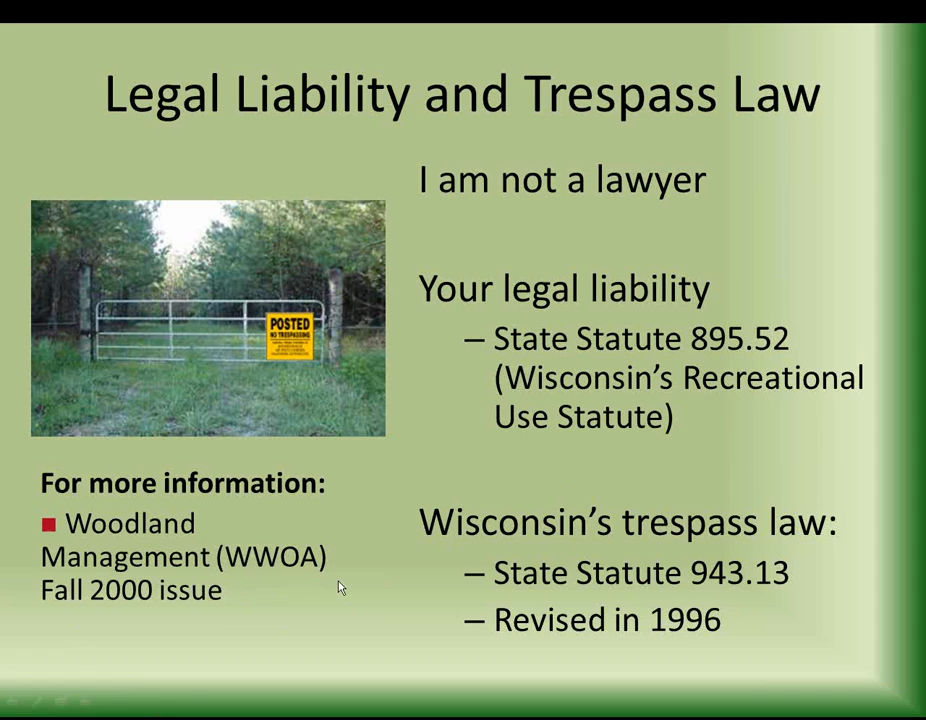 Legal Liability and Trespass Law
I am not a lawyer
POSTED
NO TRESPASSING
Your legal liability
– State Statute 895.52
(Wisconsin's Recreational
Use Statute)
For more information:
Woodland
Management (WWOA)
Fall 2000 issue
Wisconsin's trespass law:
– State Statute 943.13
– Revised in 1996